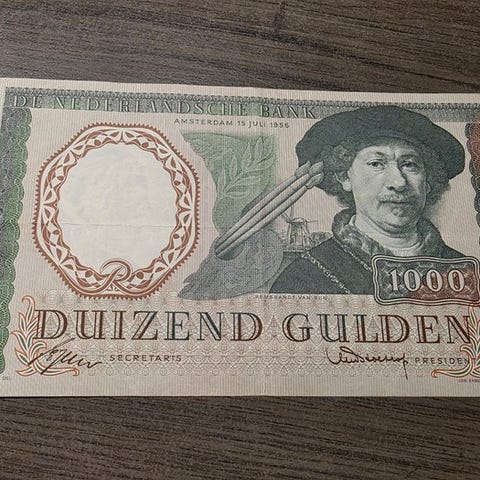 DE NEDERLANDSCHE BANK
AMSTERDAM 15 JULI 1956
REMBRANDT VAN RIJN
1000
DUIZEND GULDEN
SECRETARIS
PRESIDENT